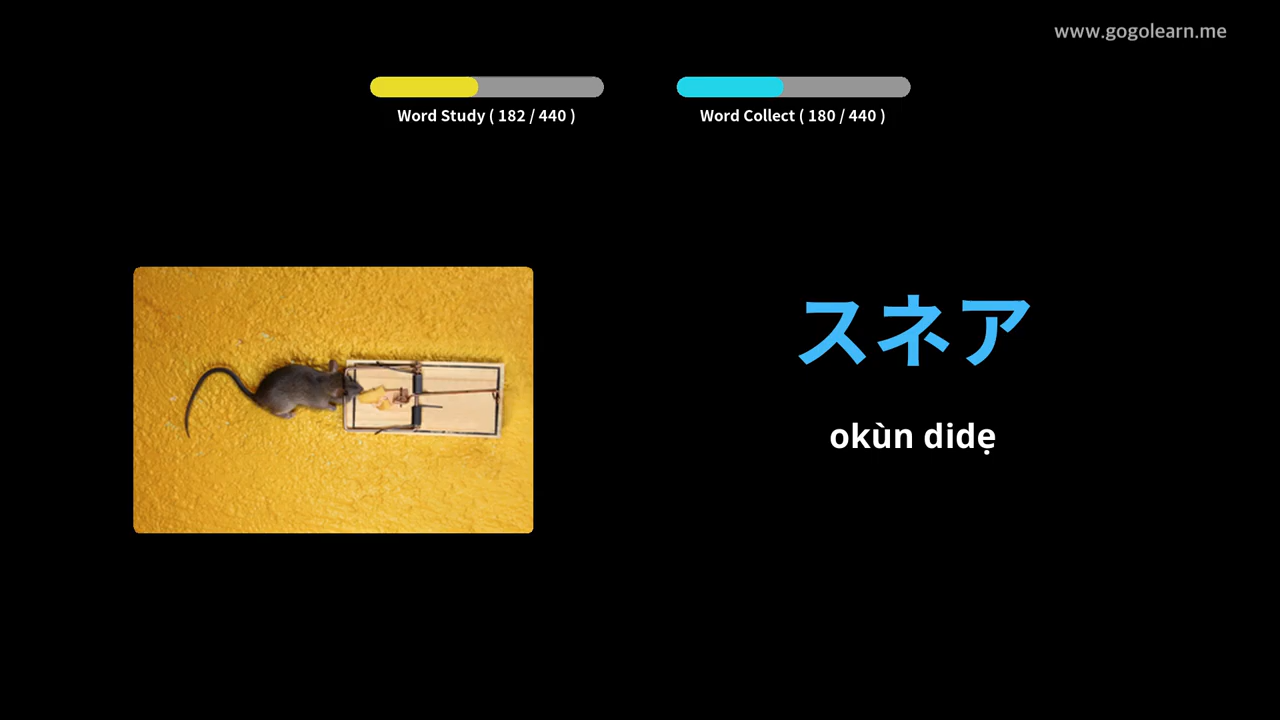 www.gogolearn.me
Word Study ( 182 / 440 )
Word Collect ( 180 / 440 )
スネア
okùn didẹ